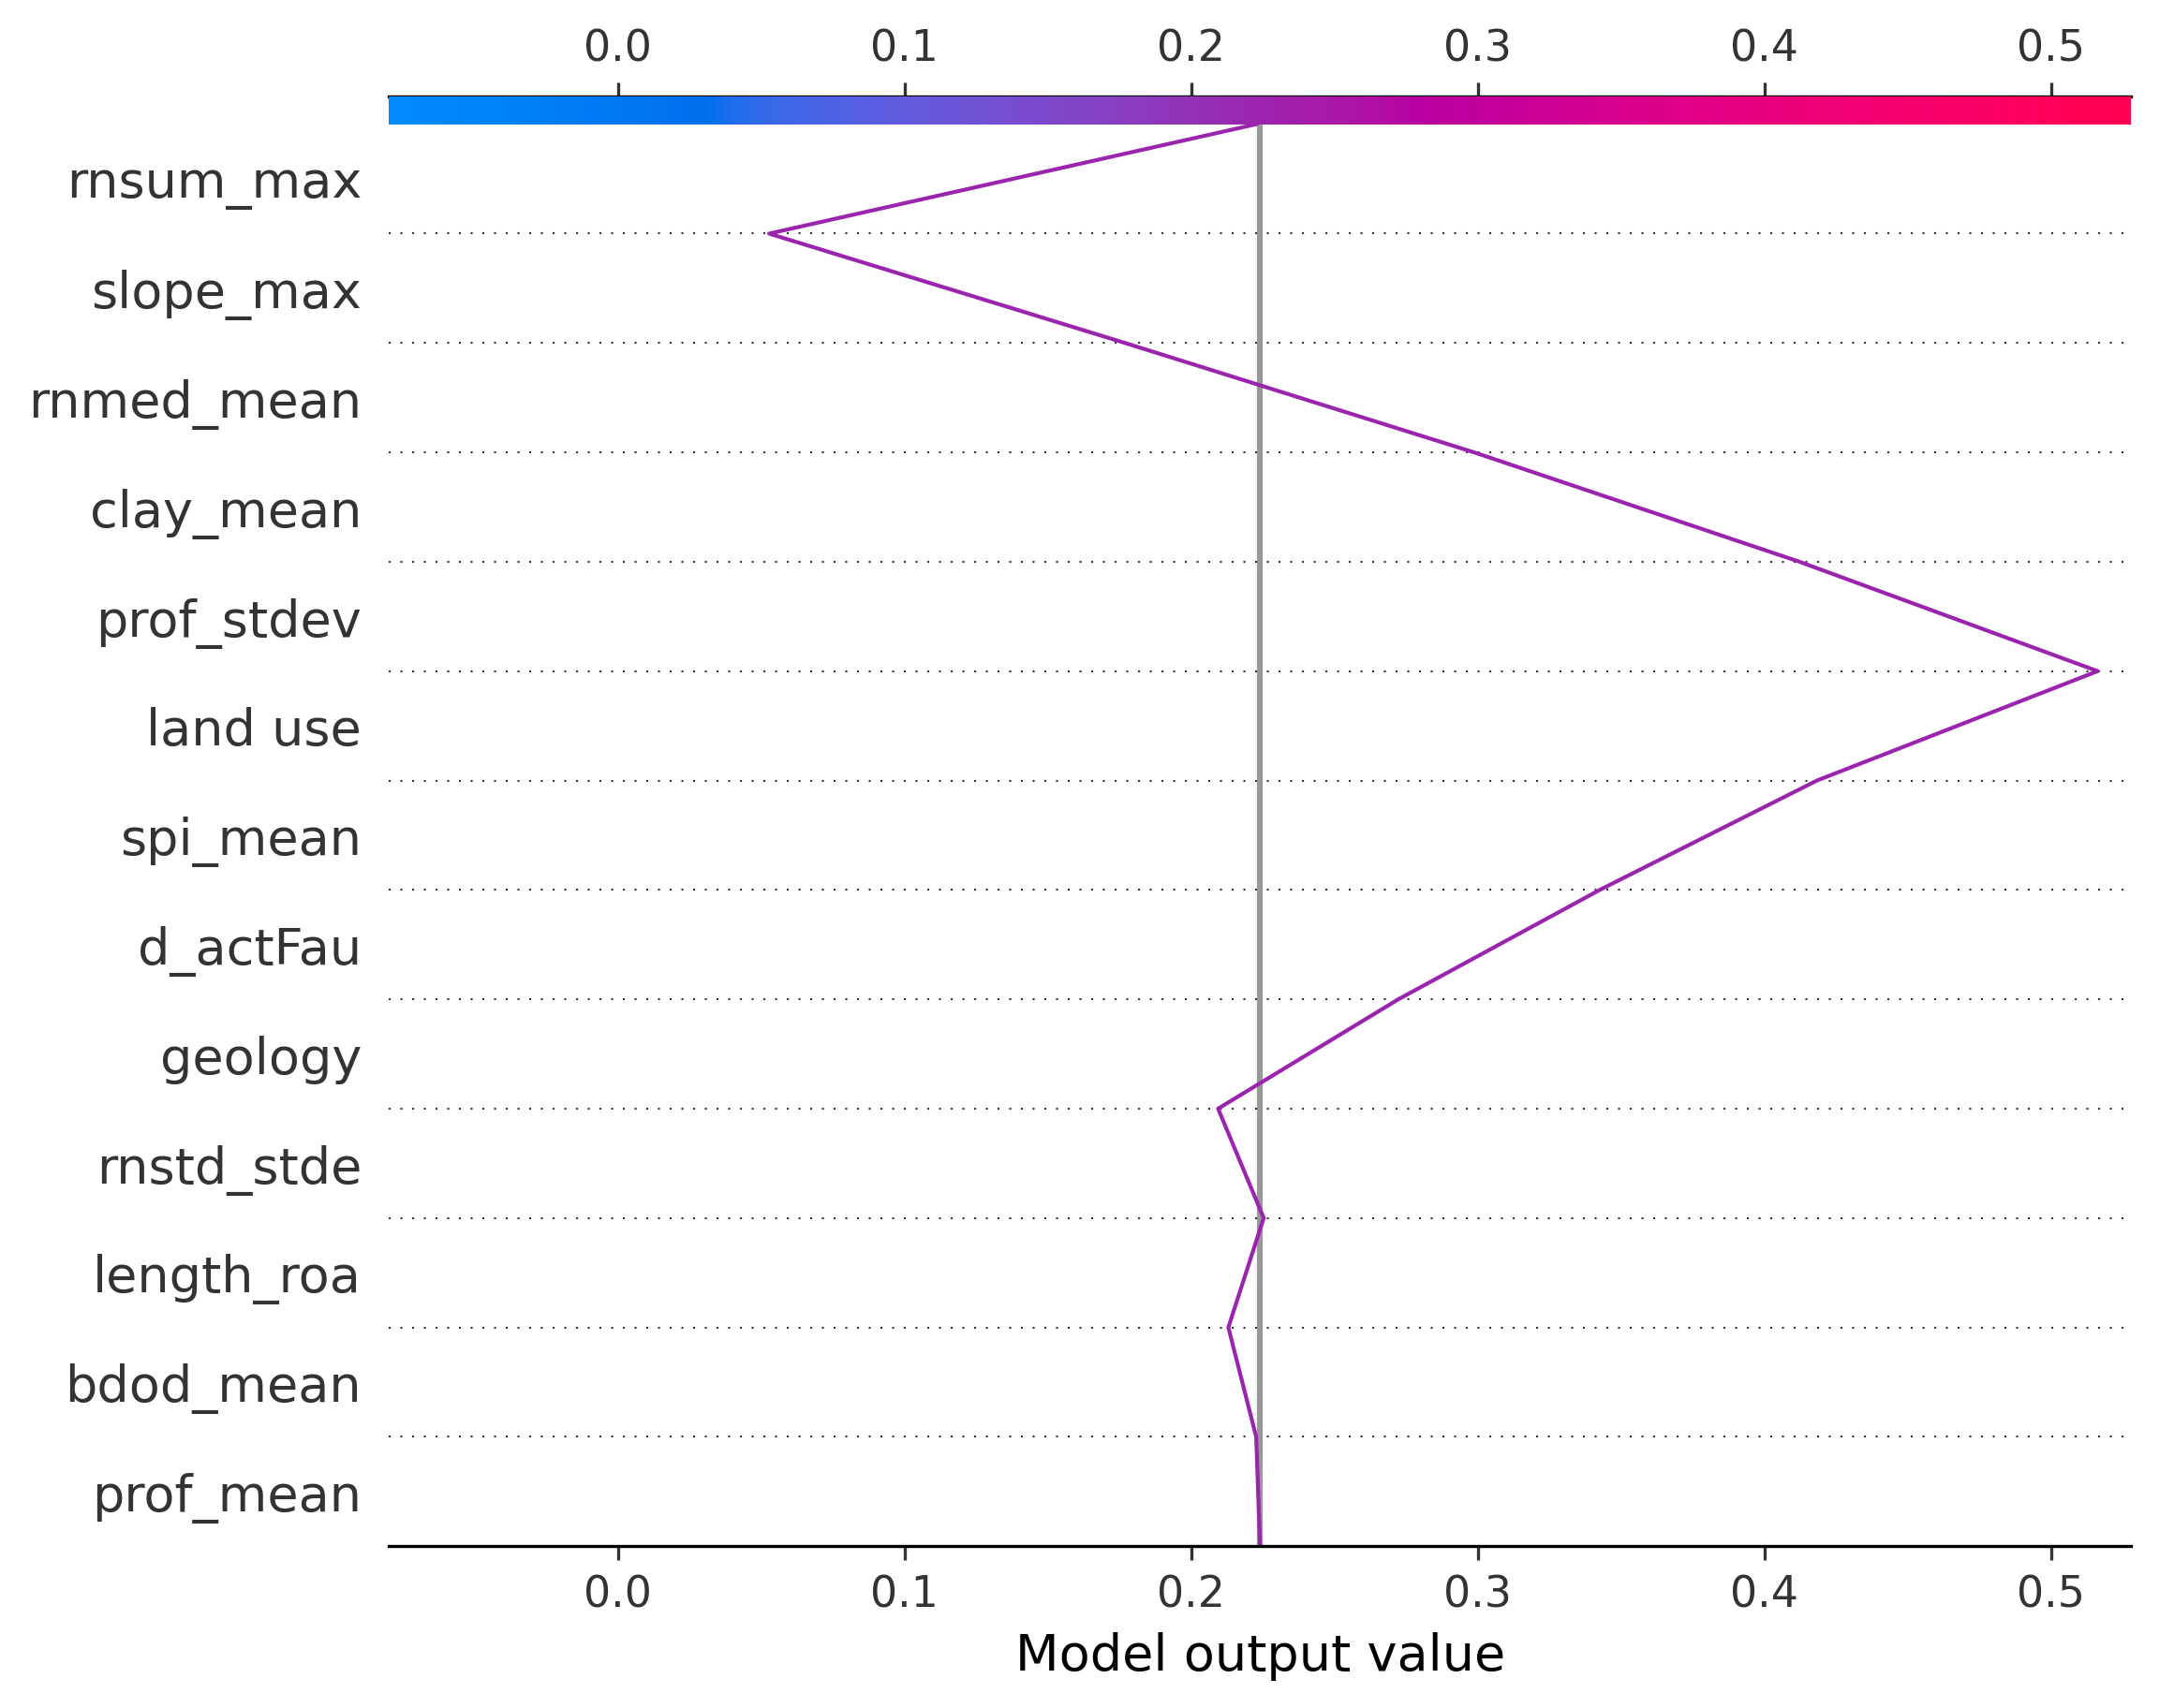 0.0 0.1 0.2 0.3 0.4 0.5
rnsum_max
slope_max
rnmed_mean
clay_mean
prof_stdev
land use
spi_mean
d_actFau
geology
rnstd_stde
length_roa
bdod_mean
prof_mean
0.0 0.1 0.2 0.3 0.4 0.5
Model output value